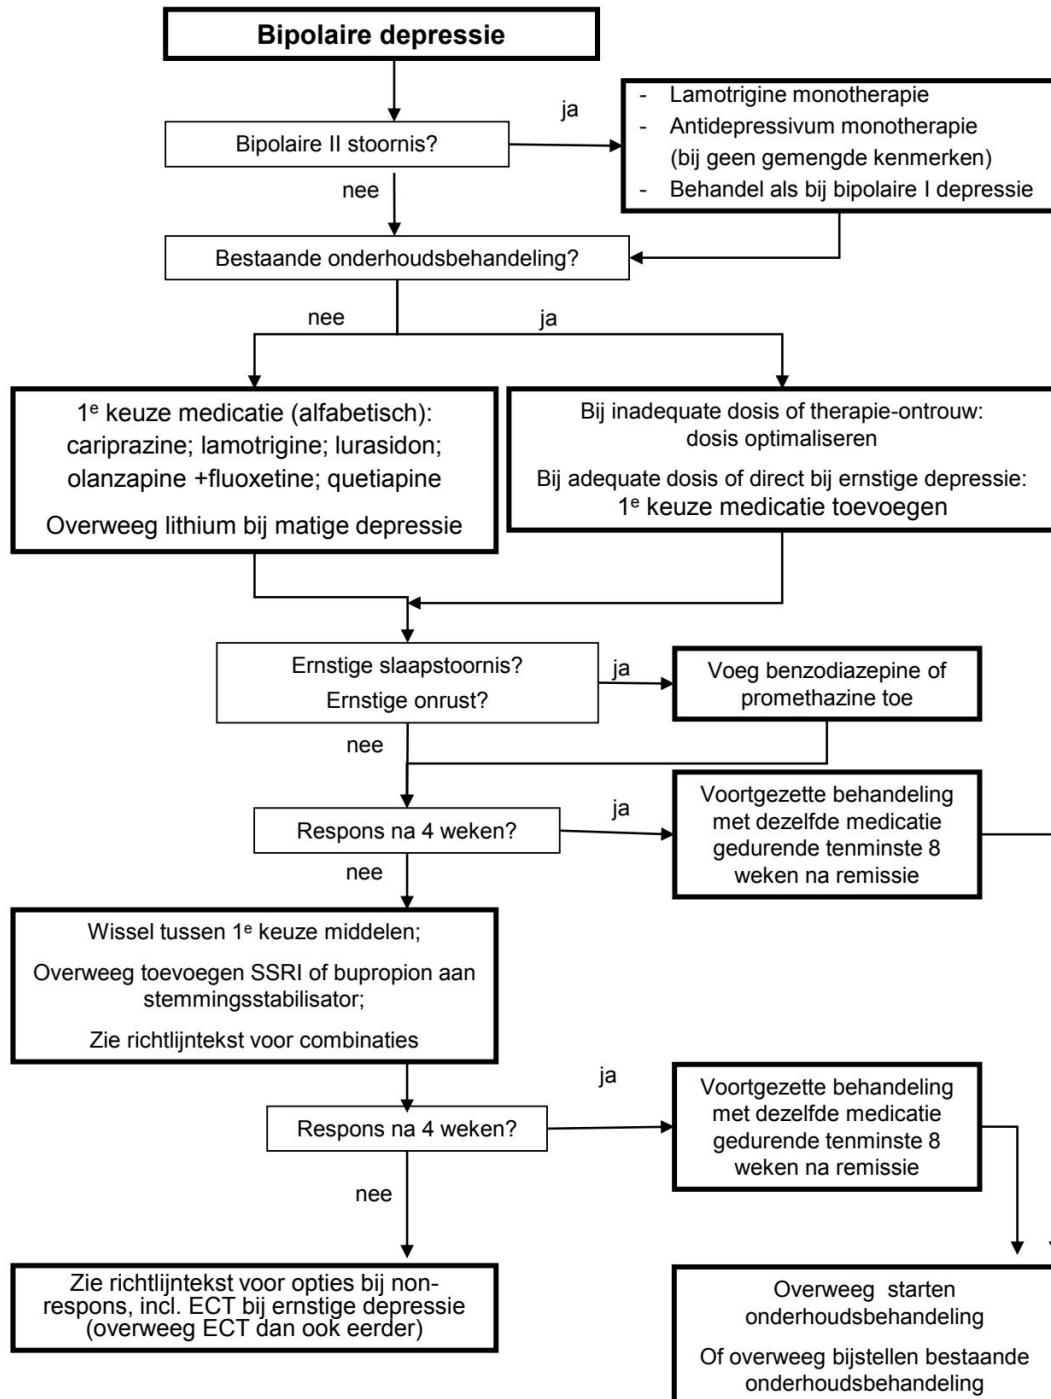 Bipolaire depressie
ja
- Lamotrigine monotherapie
- Antidepressivum monotherapie
(bij geen gemengde kenmerken)
- Behandel als bij bipolaire I depressie
Bipolaire II stoornis?
nee
Bestaande onderhoudsbehandeling?
nee
ja
1e keuze medicatie (alfabetisch):
cariprazine; lamotrigine; lurasidon;
olanzapine +fluoxetine; quetiapine
Overweeg lithium bij matige depressie
Bij inadequate dosis of therapie-ontrouw:
dosis optimaliseren
Bij adequate dosis of direct bij ernstige depressie:
1e keuze medicatie toevoegen
Ernstige slaapstoornis?
Ernstige onrust?
ja
Voeg benzodiazepine of
promethazine toe
nee
Respons na 4 weken?
ja
Voortgezette behandeling
met dezelfde medicatie
gedurende tenminste 8
weken na remissie
nee
Wissel tussen 1e keuze middelen;
Overweeg toevoegen SSRI of bupropion aan
stemmingsstabilisator;
Zie richtlijntekst voor combinaties
Respons na 4 weken?
ja
Voortgezette behandeling
met dezelfde medicatie
gedurende tenminste 8
weken na remissie
nee
Zie richtlijntekst voor opties bij non-
respons, incl. ECT bij ernstige depressie
(overweeg ECT dan ook eerder)
Overweeg starten
onderhoudsbehandeling
Of overweeg bijstellen bestaande
onderhoudsbehandeling